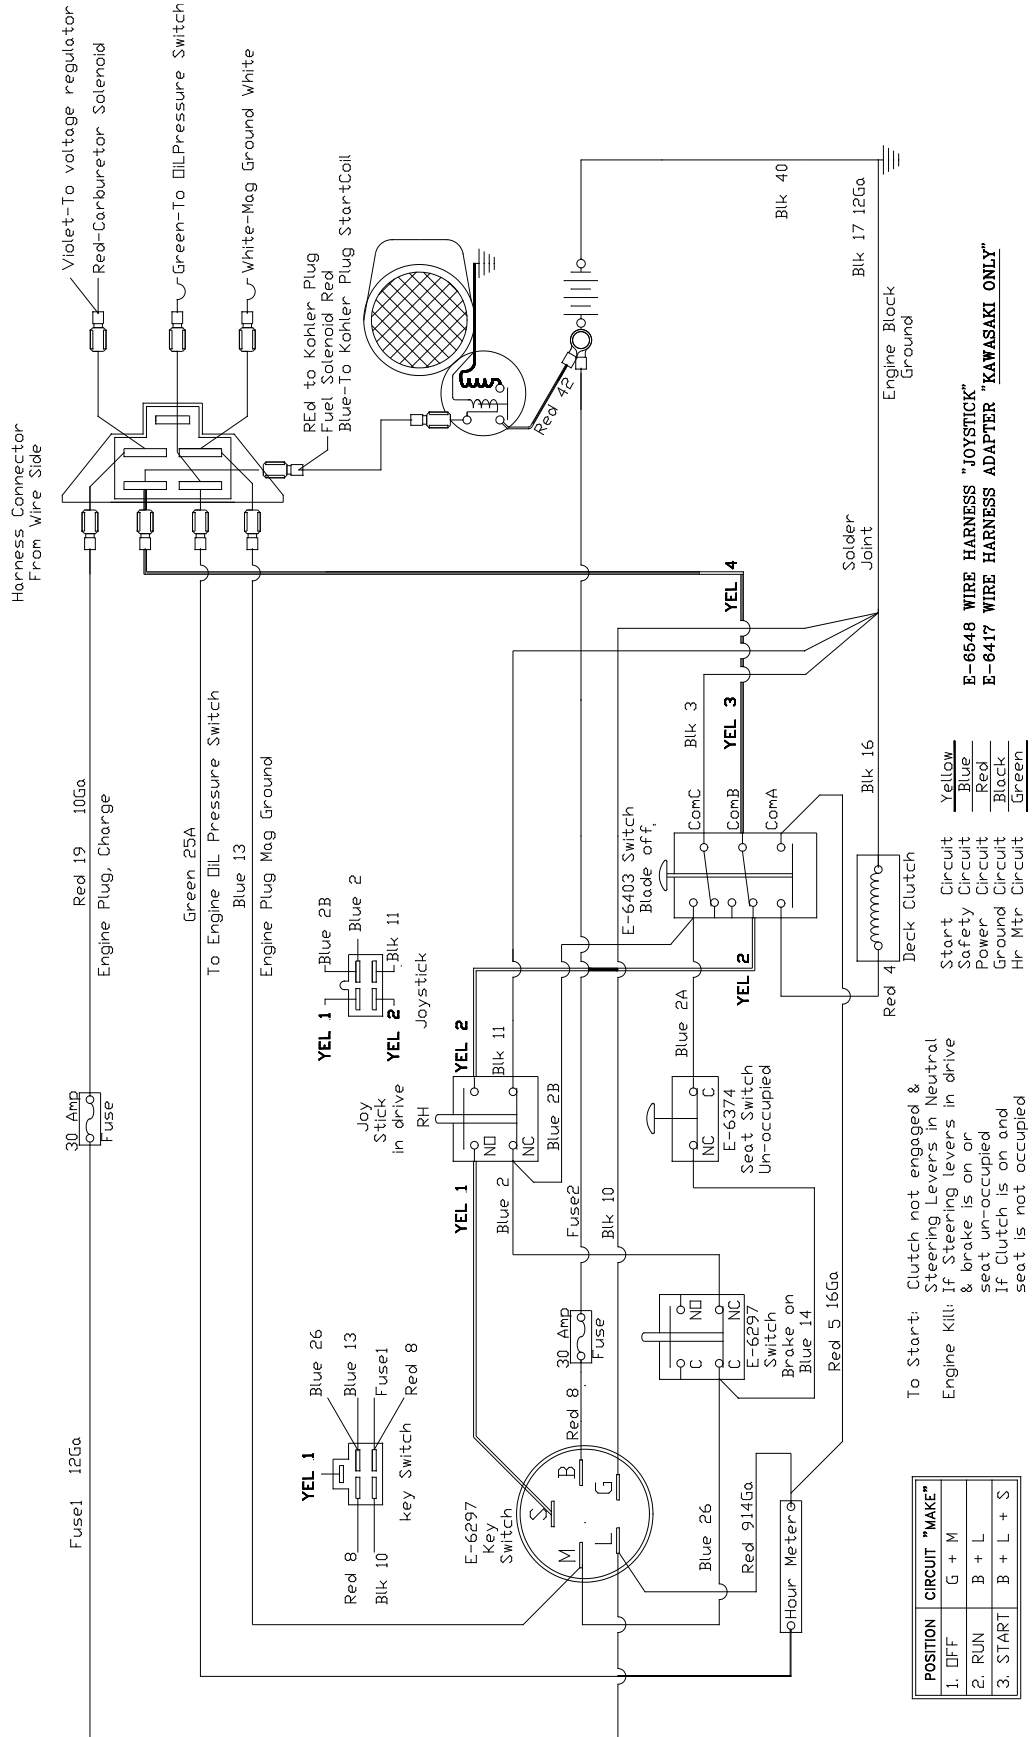 Harness Connector
From Wire Side
Violet-To voltage regulator
Red-Carburetor Solenoid
Green-To OiLPressure Switch
White-Mag Ground White
REd to Kohler Plug
Fuel Solenoid Red
Blue-To Kohler Plug StartCoil
Red 42
Blk 40
Blk 17 12Ga
Engine Block
Ground
Solder
Joint
E-6548 WIRE HARNESS "JOYSTICK"
E-6417 WIRE HARNESS ADAPTER "KAWASAKI ONLY"
Fuse1 12Ga
30 Amp
Fuse
Red 19 10Ga
Engine Plug, Charge
Green 25A
To Engine OiL Pressure Switch
Blue 13
Engine Plug Mag Ground
YEL 1
Blue 26
Blue 13
Fuse1
Red 8
Red 8
Blk 10
key Switch
YEL 1
Blue 2B
Blue 2
YEL 2
Blk 11
Joystick
Joy
Stick
in drive
RH
NO
NC
YEL 1
Blue 2
YEL 2
Blk 11
Blue 2B
E-6297
Key
Switch
M
S
B
L
G
Red 8
30 Amp
Fuse
Fuse2
Blk 10
E-6403 Switch
Blade off,
ComC
ComB
ComA
Blk 3
YEL 3
YEL 4
YEL 2
Blue 2A
NC
C
E-6374
Seat Switch
Un-occupied
C
NO
C
NC
E-6297
Switch
Brake on
Blue 14
Blue 26
Red 914Ga
Hour Meter
Red 5 16Ga
Red 4
Deck Clutch
Blk 16
POSITION CIRCUIT "MAKE"
1. OFF G + M
2. RUN B + L
3. START B + L + S
To Start: Clutch not engaged &
Steering Levers in Neutral
Engine Kill: If Steering levers in drive
& brake is on or
seat un-occupied
If Clutch is on and
seat is not occupied
Start Circuit Yellow
Safety Circuit Blue
Power Circuit Red
Ground Circuit Black
Hr Mtr Circuit Green